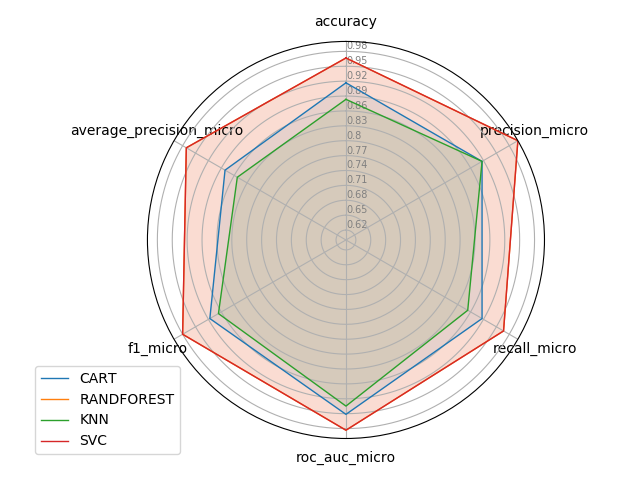 accuracy
0.98
0.95
0.92
0.89
0.86
0.83
0.8
0.77
0.74
0.71
0.68
0.65
0.62
average_precision_micro
precision_micro
f1_micro
recall_micro
roc_auc_micro
CART
RANDFOREST
KNN
SVC